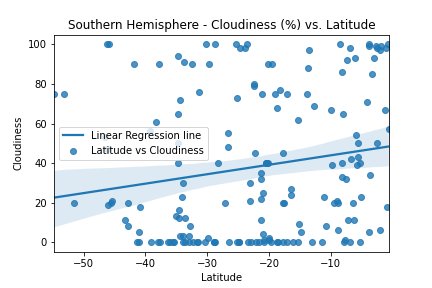 Southern Hemisphere - Cloudiness (%) vs. Latitude
100
80
60
40
20
0
Cloudiness
Linear Regression line
Latitude vs Cloudiness
−50
−40
−30
−20
−10
Latitude